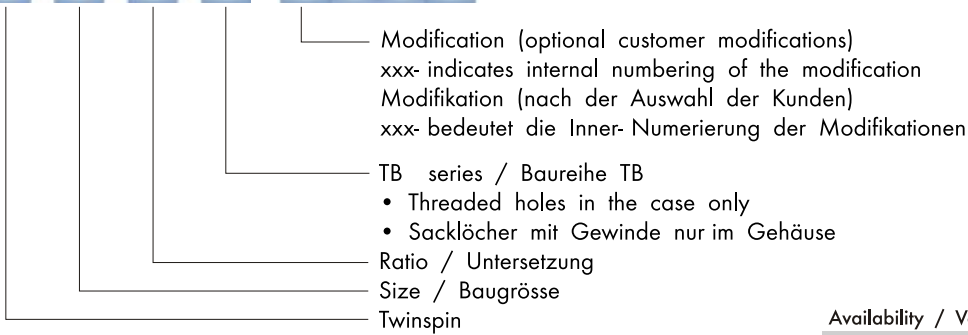 Modification (optional customer modifications)
xxx- indicates internal numbering of the modification
Modifikation (nach der Auswahl der Kunden)
xxx- bedeutet die Inner- Numerierung der Modifikationen
TB series / Baureihe TB
• Threaded holes in the case only
• Sacklöcher mit Gewinde nur im Gehäuse
Ratio / Untersetzung
Size / Baugrösse
Twinspin
Availability /